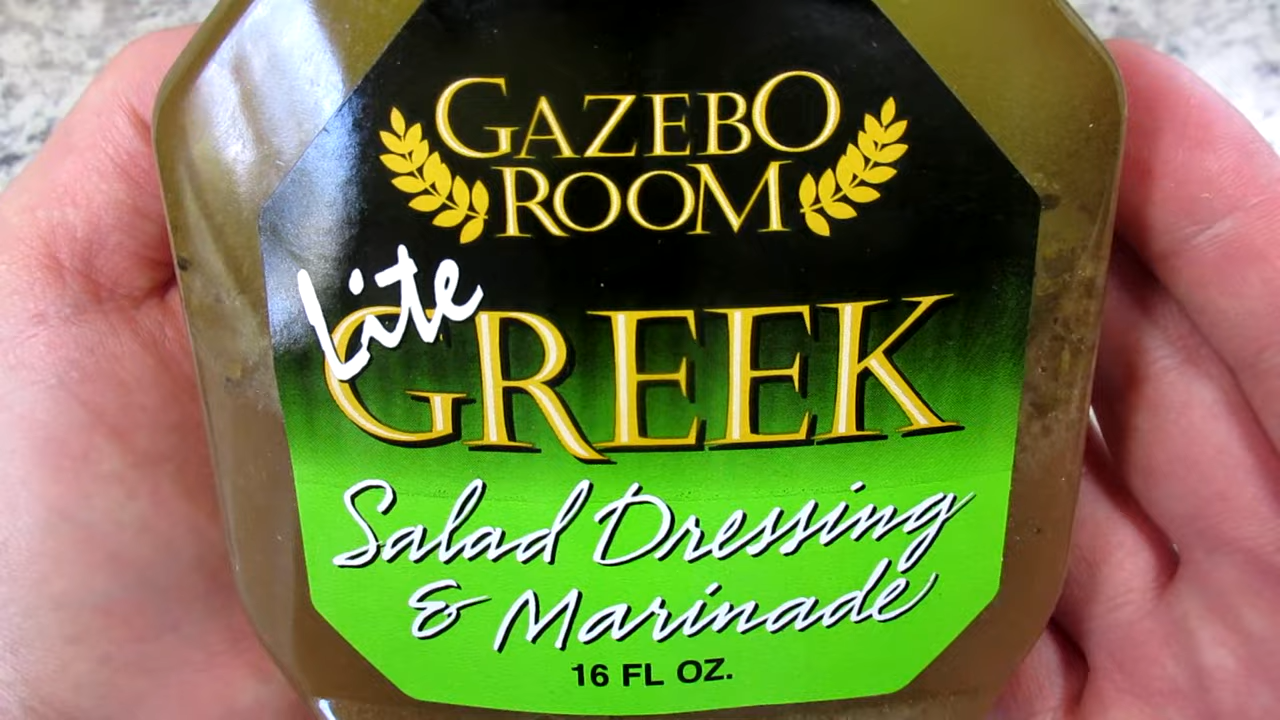 GAZEBO
ROOM
Lite
GREEK
Salad Dressing
& Marinade
16 FL OZ.